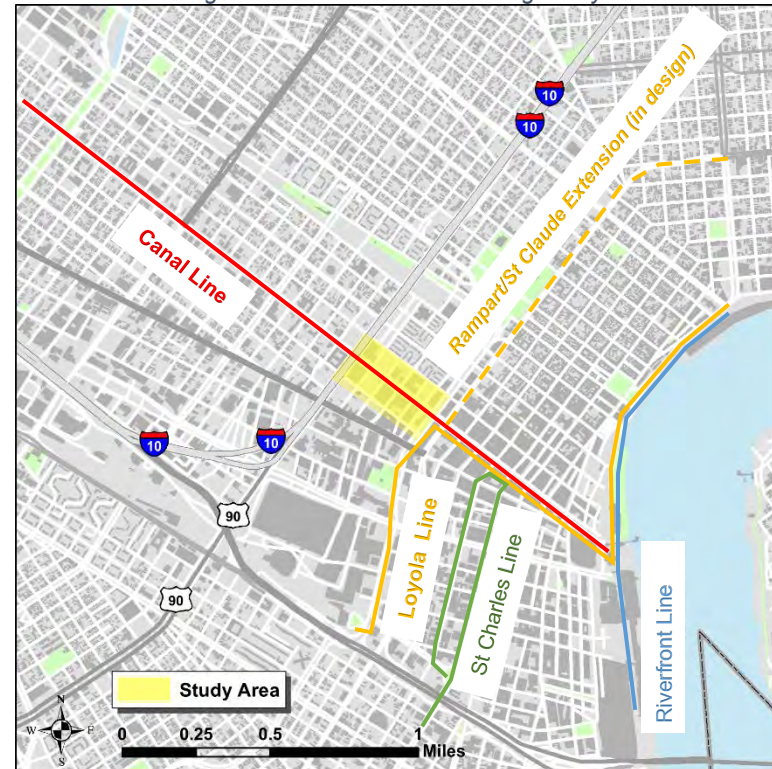 10
10
Rampart/St Claude Extension (in design)
Canal Line
10
10
90
90
Loyola Line
St Charles Line
Riverfront Line
Study Area
N
W
E
S
0
0.25
0.5
1
Miles